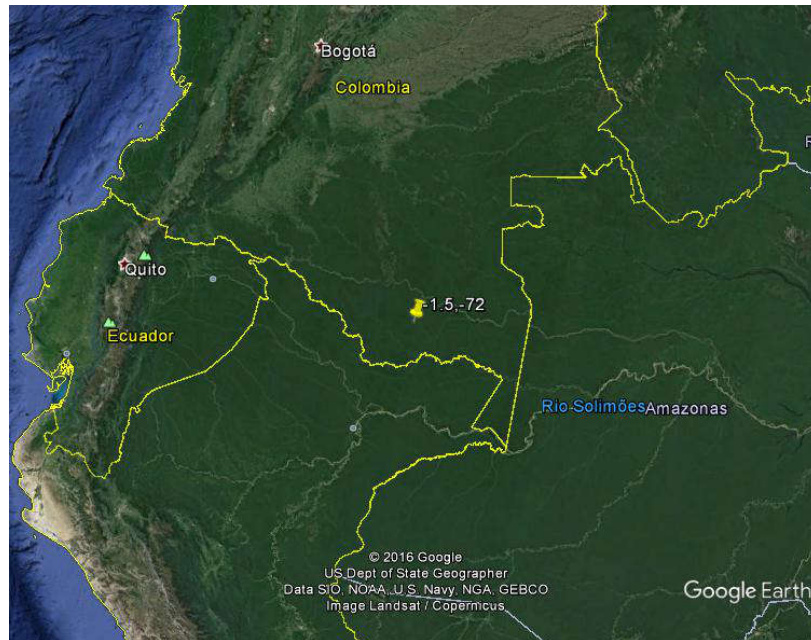 Bogotá
Colombia
Quito
-1.5,-72
Ecuador
Rio Solimões
Amazonas
© 2016 Google
US Dept of State Geographer
Data SIO, NOAA, U.S. Navy, NGA, GEBCO
Image Landsat / Copernicus
Google Earth